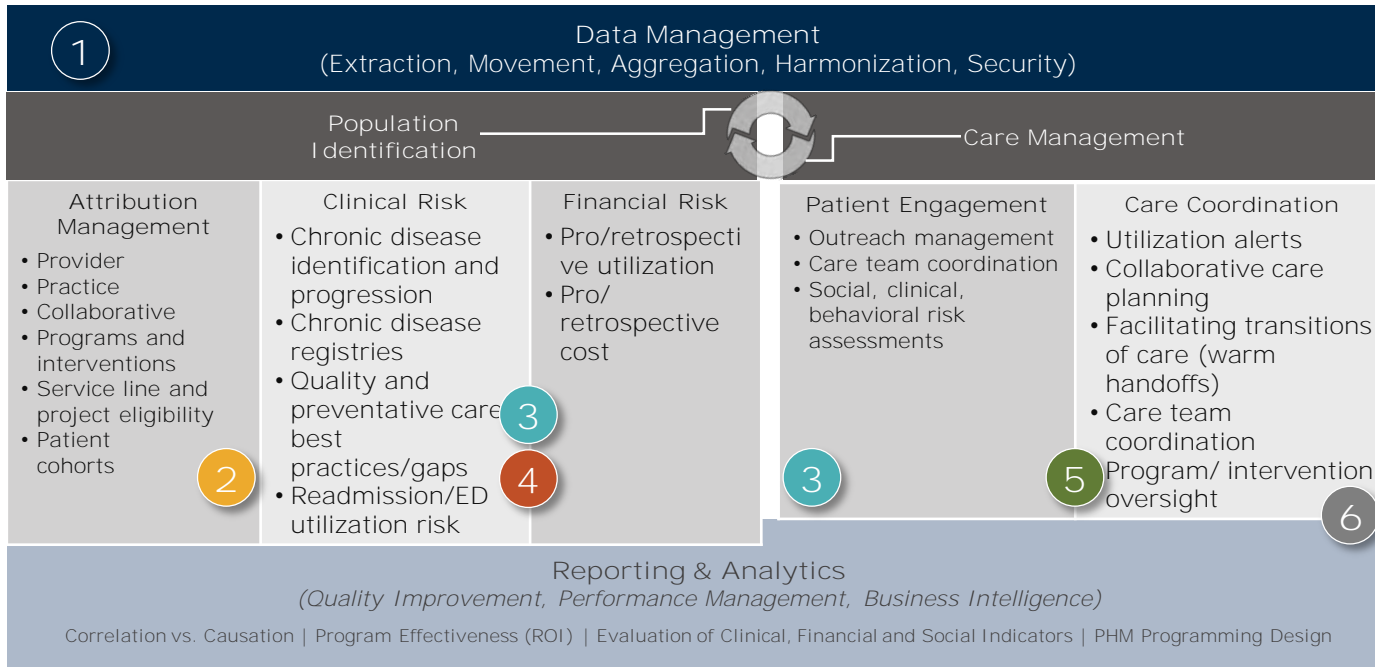 1
Data Management
(Extraction, Movement, Aggregation, Harmonization, Security)
Population
Identification
Care Management
Attribution
Management
• Provider
• Practice
• Collaborative
• Programs and
interventions
• Service line and
project eligibility
• Patient
cohorts
2
Clinical Risk
• Chronic disease
identification and
progression
• Chronic disease
registries
• Quality and
preventative care
best
practices/gaps
• Readmission/ED
utilization risk
3
4
Financial Risk
• Pro/retrospecti
ve utilization
• Pro/
retrospective
cost
Patient Engagement
• Outreach management
• Care team coordination
• Social, clinical,
behavioral risk
assessments
3
5
Care Coordination
• Utilization alerts
• Collaborative care
planning
• Facilitating transitions
of care (warm
handoffs)
• Care team
coordination
Program/ intervention
oversight
6
Reporting & Analytics
(Quality Improvement, Performance Management, Business Intelligence)
Correlation vs. Causation | Program Effectiveness (ROI) | Evaluation of Clinical, Financial and Social Indicators | PHM Programming Design